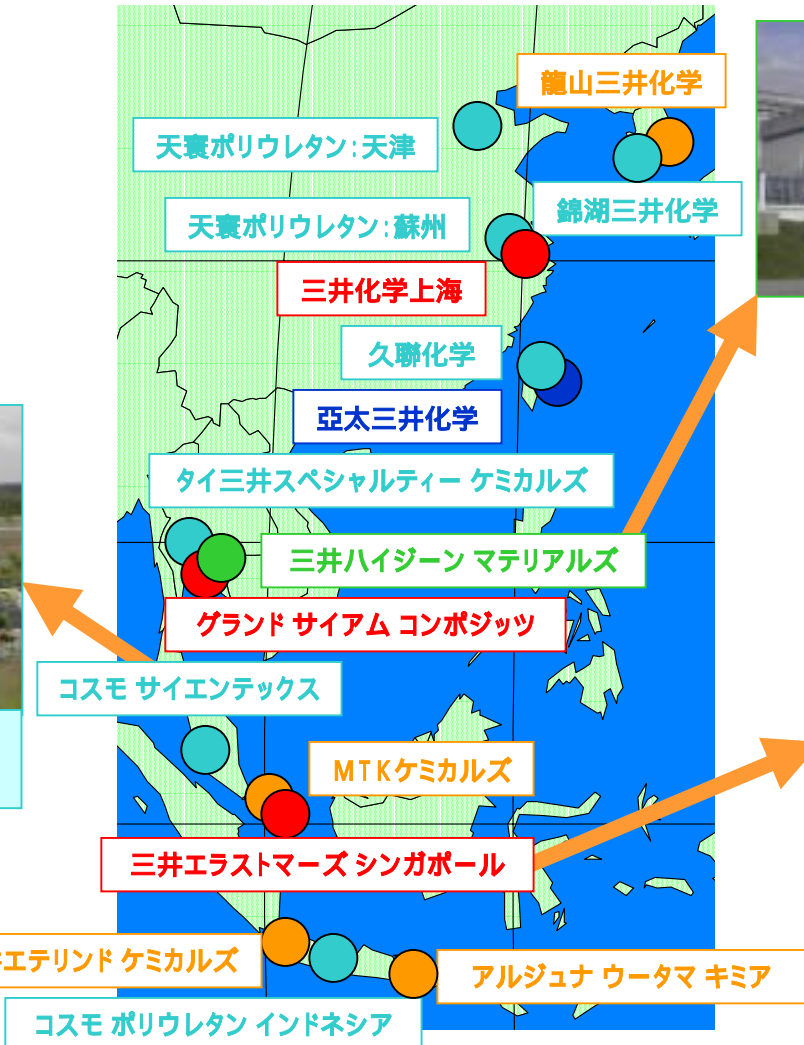 龍山三井化学
天寰ポリウレタン:天津
錦湖三井化学
天寰ポリウレタン:蘇州
三井化学上海
久聯化学
亞太三井化学
タイ三井スペシャルティー ケミカルズ
三井ハイジーン マテリアルズ
グランド サイアム コンポジッツ
コスモ サイエンテックス
MTKケミカルズ
三井エラストマーズ シンガポール
エテリンド ケミカルズ
アルジュナ ウータマ キミア
コスモ ポリウレタン インドネシア